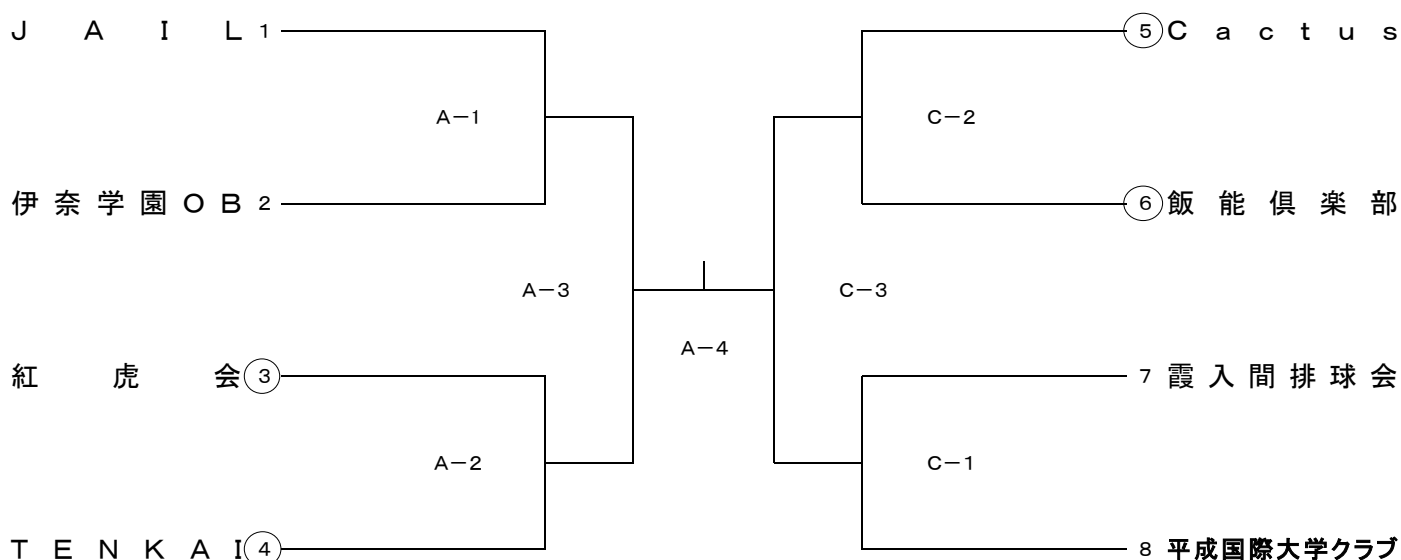 ＪＡＩＬ 1
5 Ｃａｃｔｕｓ
Ａ－1
Ｃ－2
伊奈学園ＯＢ 2
6 飯能倶楽部
Ａ－3
Ｃ－3
Ａ－4
紅虎会 3
7 霞入間排球会
Ａ－2
Ｃ－1
ＴＥＮＫＡＩ 4
8 平成国際大学クラブ